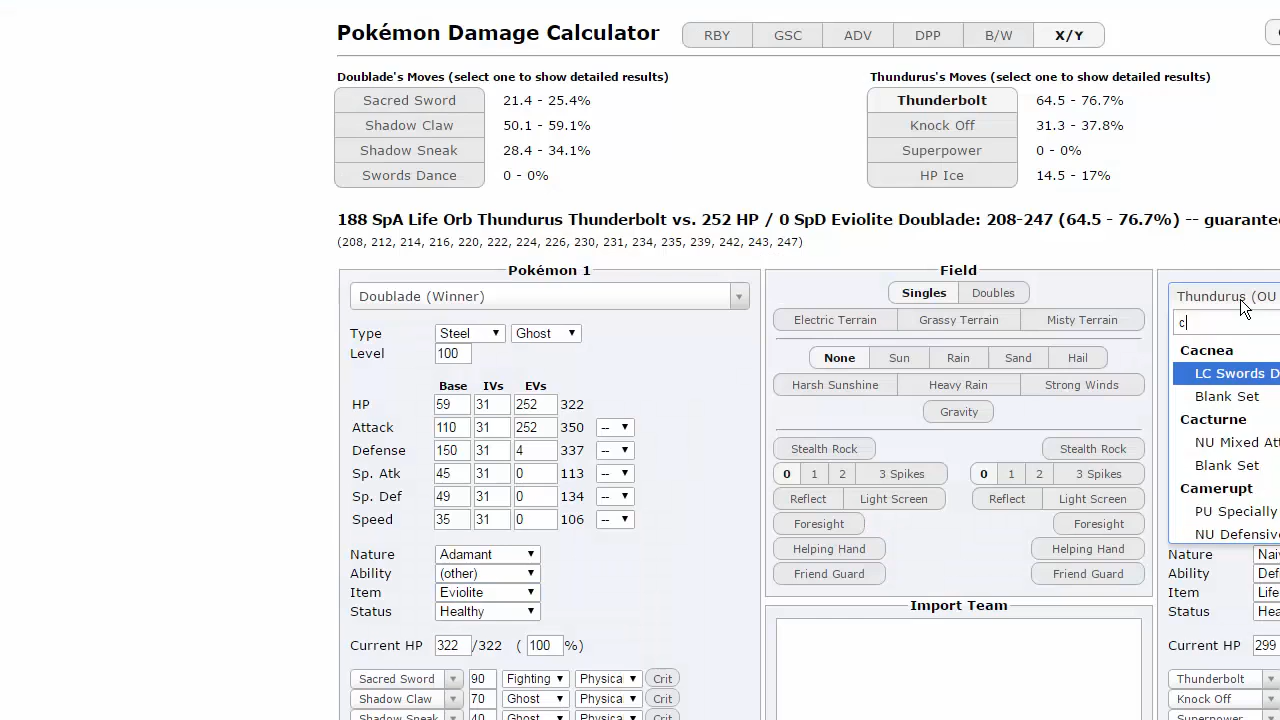 Pokémon Damage Calculator
RBY GSC ADV DPP B/W X/Y
Doublade's Moves (select one to show detailed results)
Sacred Sword 21.4 - 25.4%
Shadow Claw 50.1 - 59.1%
Shadow Sneak 28.4 - 34.1%
Swords Dance 0 - 0%
Thundurus's Moves (select one to show detailed results)
Thunderbolt 64.5 - 76.7%
Knock Off 31.3 - 37.8%
Superpower 0 - 0%
HP Ice 14.5 - 17%
188 SpA Life Orb Thundurus Thunderbolt vs. 252 HP / 0 SpD Eviolite Doublade: 208-247 (64.5 - 76.7%) -- guarante
(208, 212, 214, 216, 220, 222, 224, 226, 230, 231, 234, 235, 239, 242, 243, 247)
Pokémon 1
Doublade (Winner)
Type Steel Ghost
Level 100
Base IVs EVs
HP 59 31 252 322
Attack 110 31 252 350 --
Defense 150 31 4 337 --
Sp. Atk 45 31 0 113 --
Sp. Def 49 31 0 134 --
Speed 35 31 0 106 --
Nature Adamant
Ability (other)
Item Eviolite
Status Healthy
Current HP 322 /322 ( 100 %)
Sacred Sword 90 Fighting Physica Crit
Shadow Claw 70 Ghost Physica Crit
Shadow Sneak 40 Ghost Physica Crit
Field
Singles Doubles
Electric Terrain Grassy Terrain Misty Terrain
None Sun Rain Sand Hail
Harsh Sunshine Heavy Rain Strong Winds
Gravity
Stealth Rock Stealth Rock
0 1 2 3 Spikes 0 1 2 3 Spikes
Reflect Light Screen Reflect Light Screen
Foresight Foresight
Helping Hand Helping Hand
Friend Guard Friend Guard
Import Team
Thundurus (OU
c
Cacnea
LC Swords D
Blank Set
Cacturne
NU Mixed Att
Blank Set
Camerupt
PU Specially
NU Defensive
Nature Nai
Ability Def
Item Life
Status Hea
Current HP 299
Thunderbolt
Knock Off
Superpower